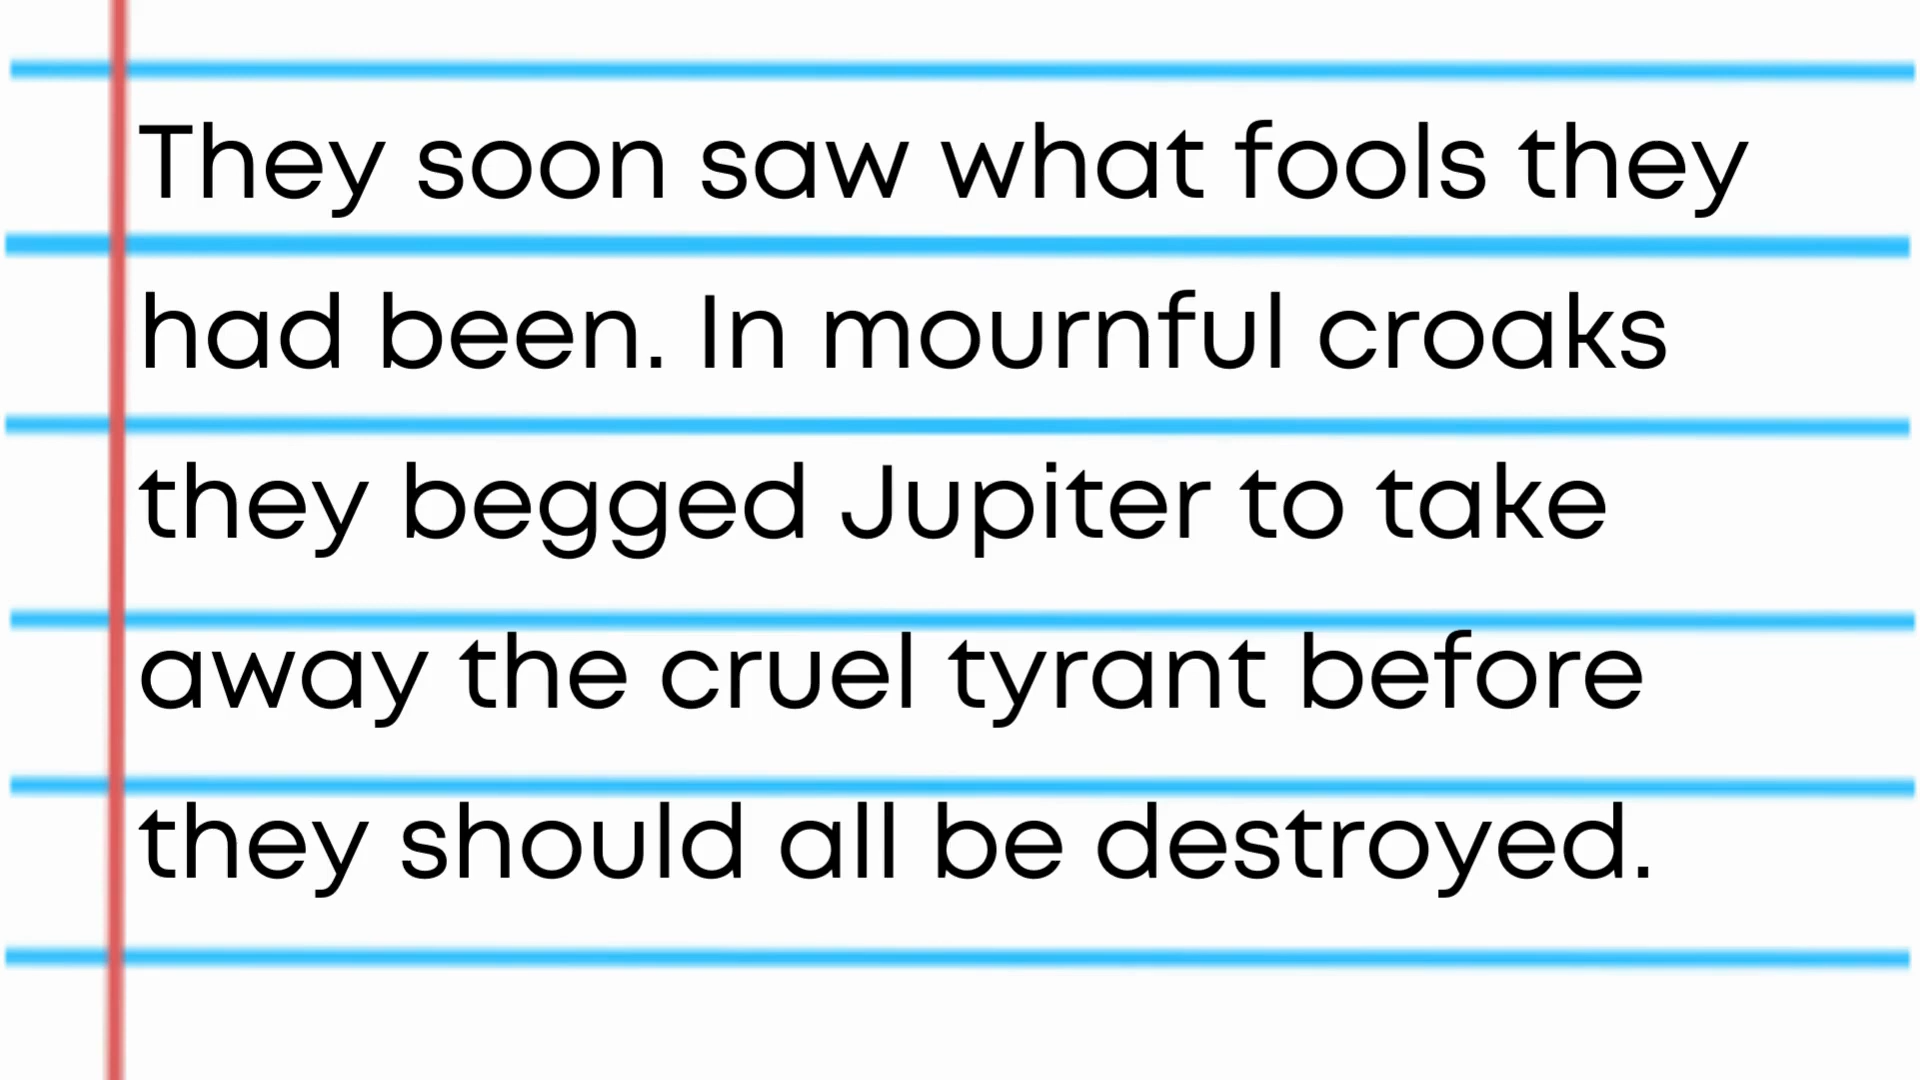 They soon saw what fools they
had been. In mournful croaks
they begged Jupiter to take
away the cruel tyrant before
they should all be destroyed.